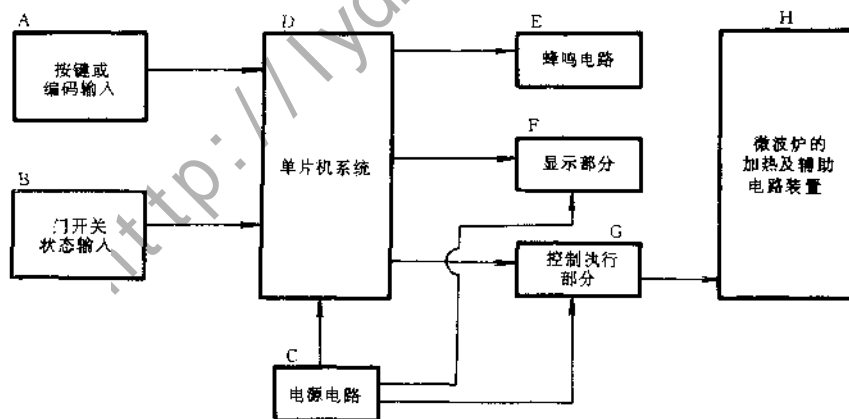 A
按键或
编码输入
B
门开关
状态输入
C
电源电路
D
单片机系统
E
蜂鸣电路
F
显示部分
G
控制执行
部分
H
微波炉的
加热及辅助
电路装置
http://lyd